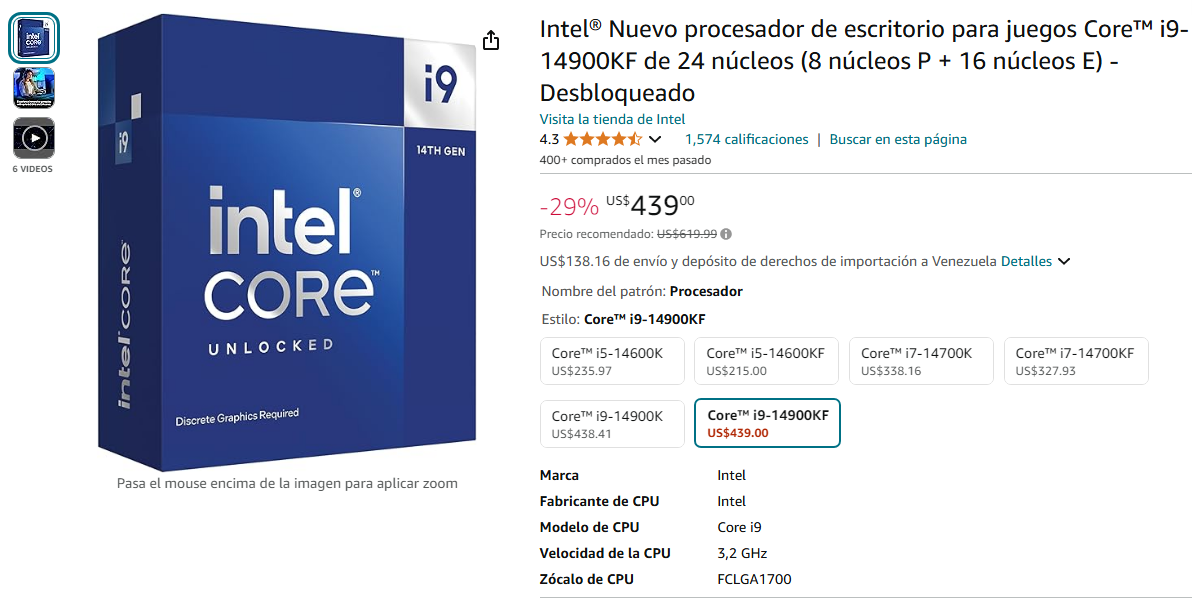 6 VIDEOS
i9
14TH GEN
i9
intel®
CORE™
UNLOCKED
intel CORE
Discrete Graphics Required
Pasa el mouse encima de la imagen para aplicar zoom
Intel® Nuevo procesador de escritorio para juegos Core™ i9-
14900KF de 24 núcleos (8 núcleos P + 16 núcleos E) -
Desbloqueado
Visita la tienda de Intel
4.3 1,574 calificaciones | Buscar en esta página
400+ comprados el mes pasado
-29% US$43900
Precio recomendado: US$619.99
US$138.16 de envío y depósito de derechos de importación a Venezuela Detalles
Nombre del patrón: Procesador
Estilo: Core™ i9-14900KF
Core™ i5-14600K Core™ i5-14600KF Core™ i7-14700K Core™ i7-14700KF
US$235.97 US$215.00 US$338.16 US$327.93
Core™ i9-14900K Core™ i9-14900KF
US$438.41 US$439.00
Marca Intel
Fabricante de CPU Intel
Modelo de CPU Core i9
Velocidad de la CPU 3,2 GHz
Zócalo de CPU FCLGA1700